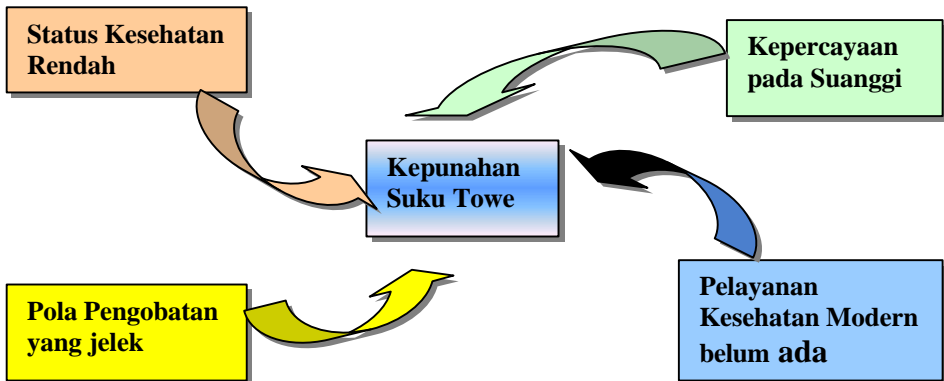 Status Kesehatan
Rendah
Kepercayaan
pada Suanggi
Kepunahan
Suku Towe
Pola Pengobatan
yang jelek
Pelayanan
Kesehatan Modern
belum ada